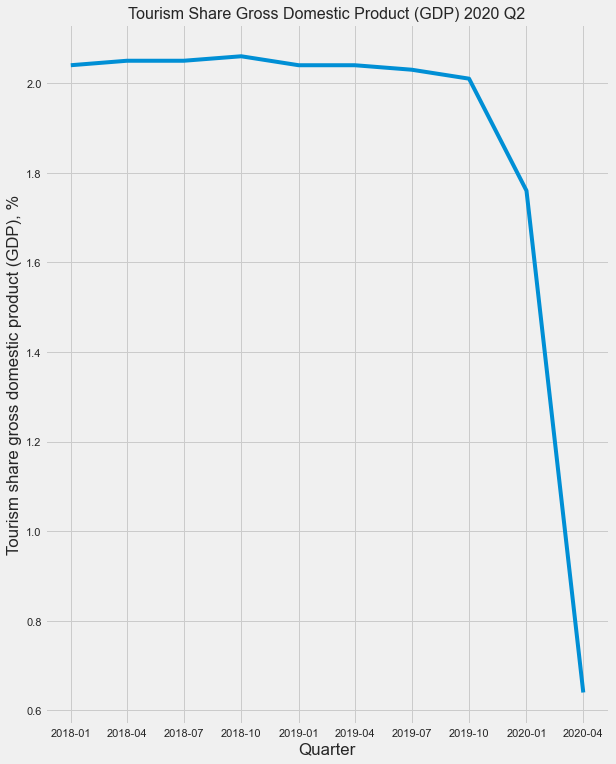 Tourism Share Gross Domestic Product (GDP) 2020 Q2
Tourism share gross domestic product (GDP), %
2.0
1.8
1.6
1.4
1.2
1.0
0.8
0.6
2018-01 2018-04 2018-07 2018-10 2019-01 2019-04 2019-07 2019-10 2020-01 2020-04
Quarter